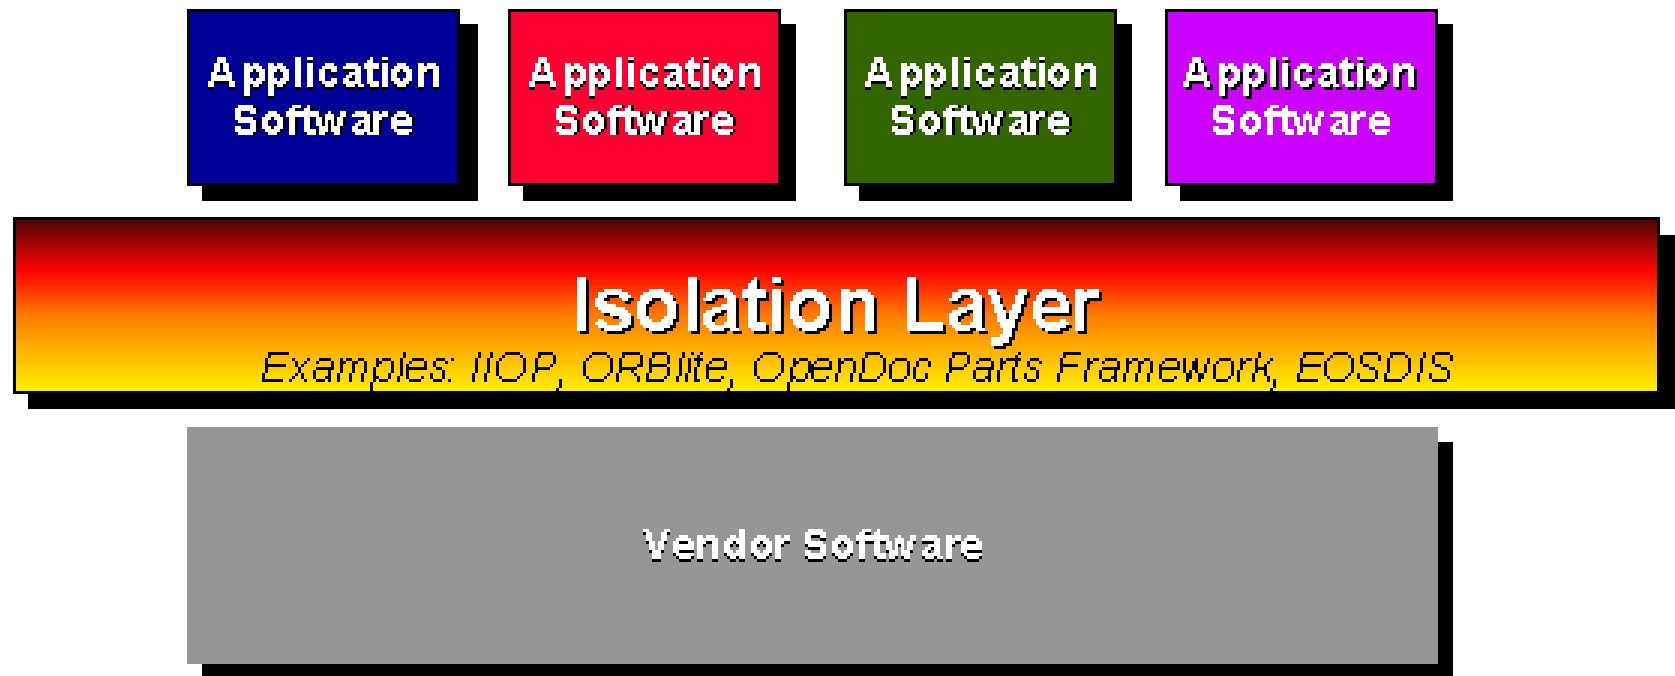 Application
Software
Application
Software
Application
Software
Application
Software
Isolation Layer
Examples: IIOP, ORBlite, OpenDoc Parts Framework, EOSDIS
Vendor Software